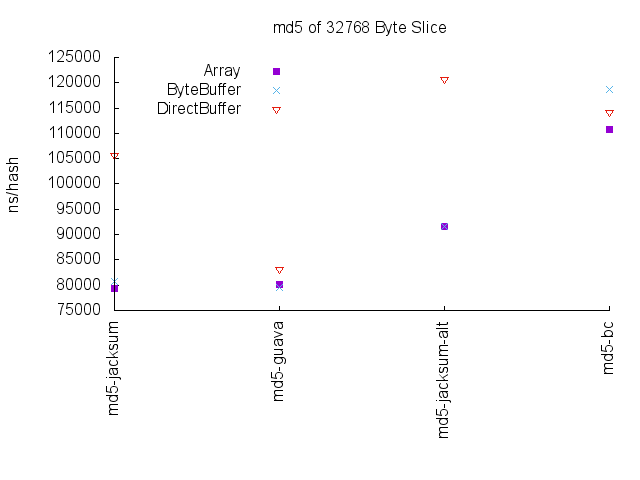 md5 of 32768 Byte Slice
125000
120000
115000
110000
105000
100000
95000
90000
85000
80000
75000
ns/hash
Array
ByteBuffer
DirectBuffer
md5-jacksum
md5-guava
md5-jacksum-alt
md5-bc